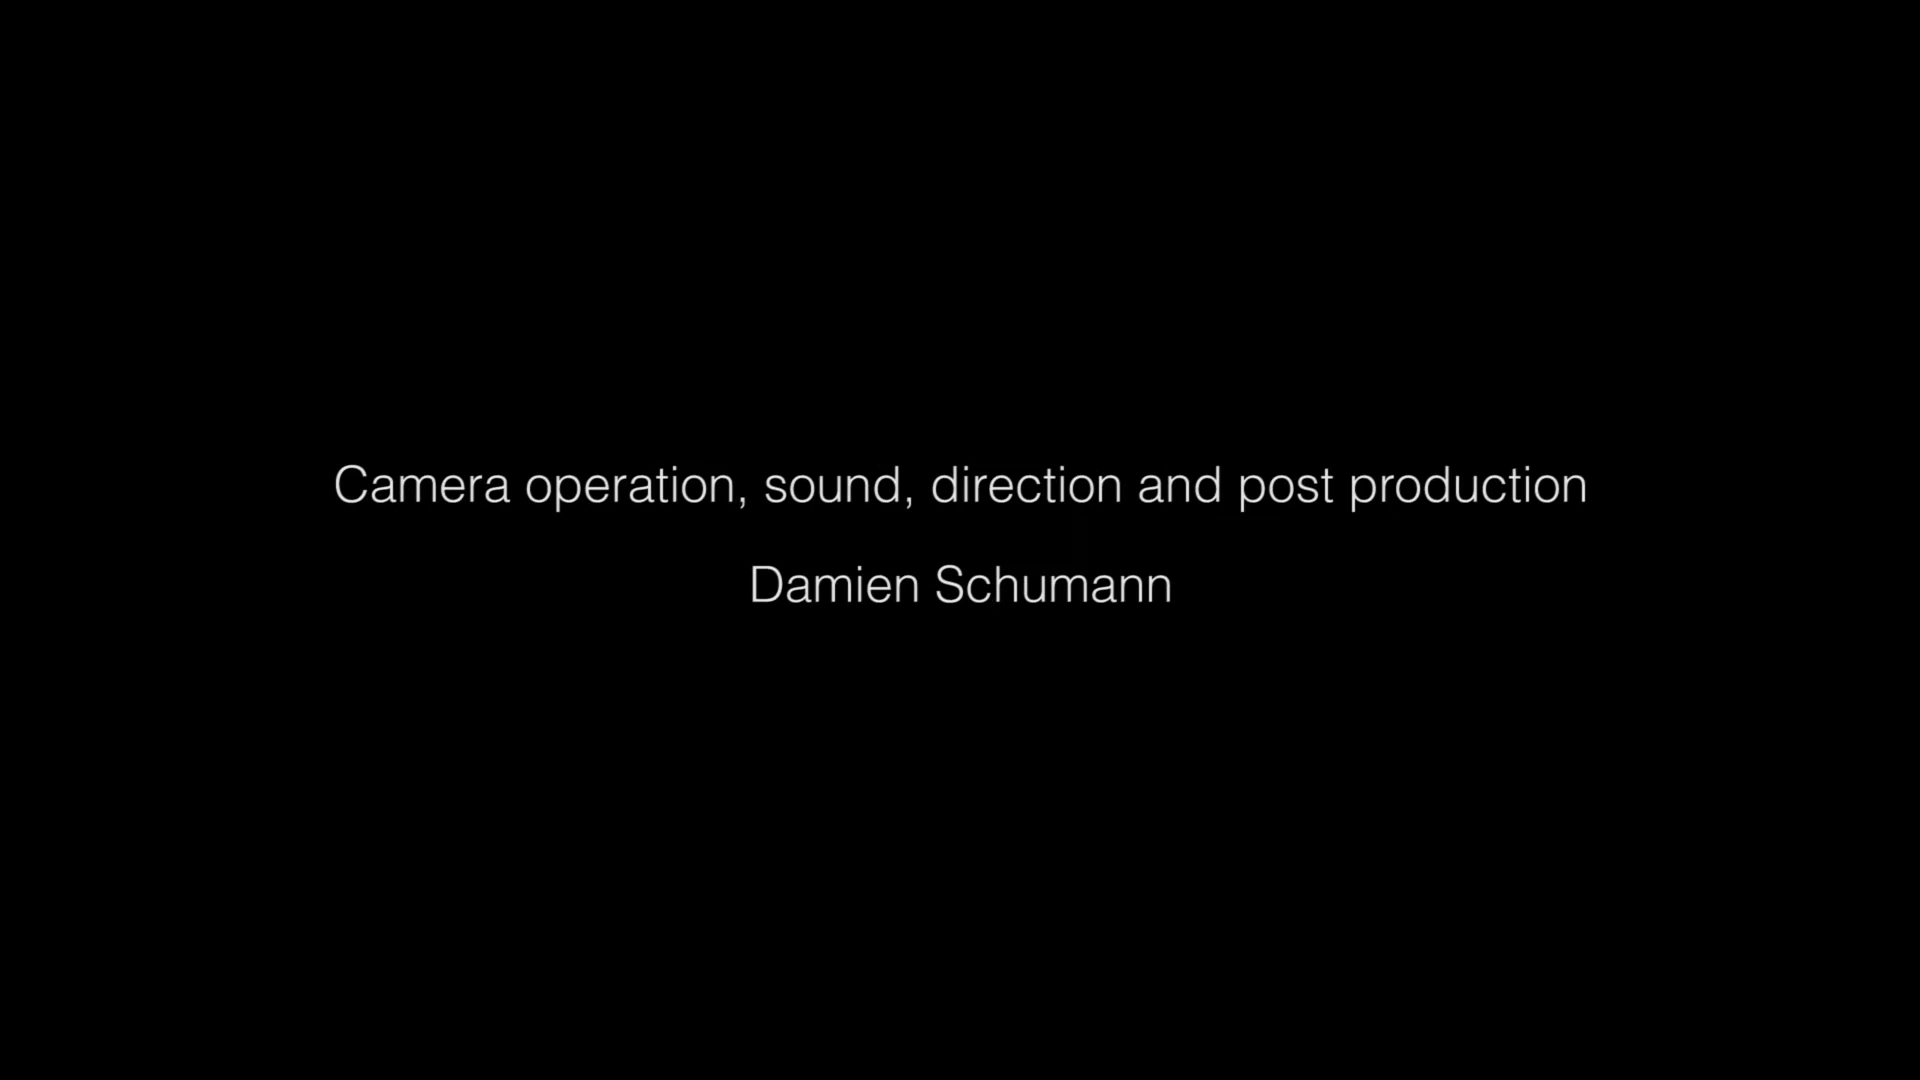 Camera operation, sound, direction and post production
Damien Schumann